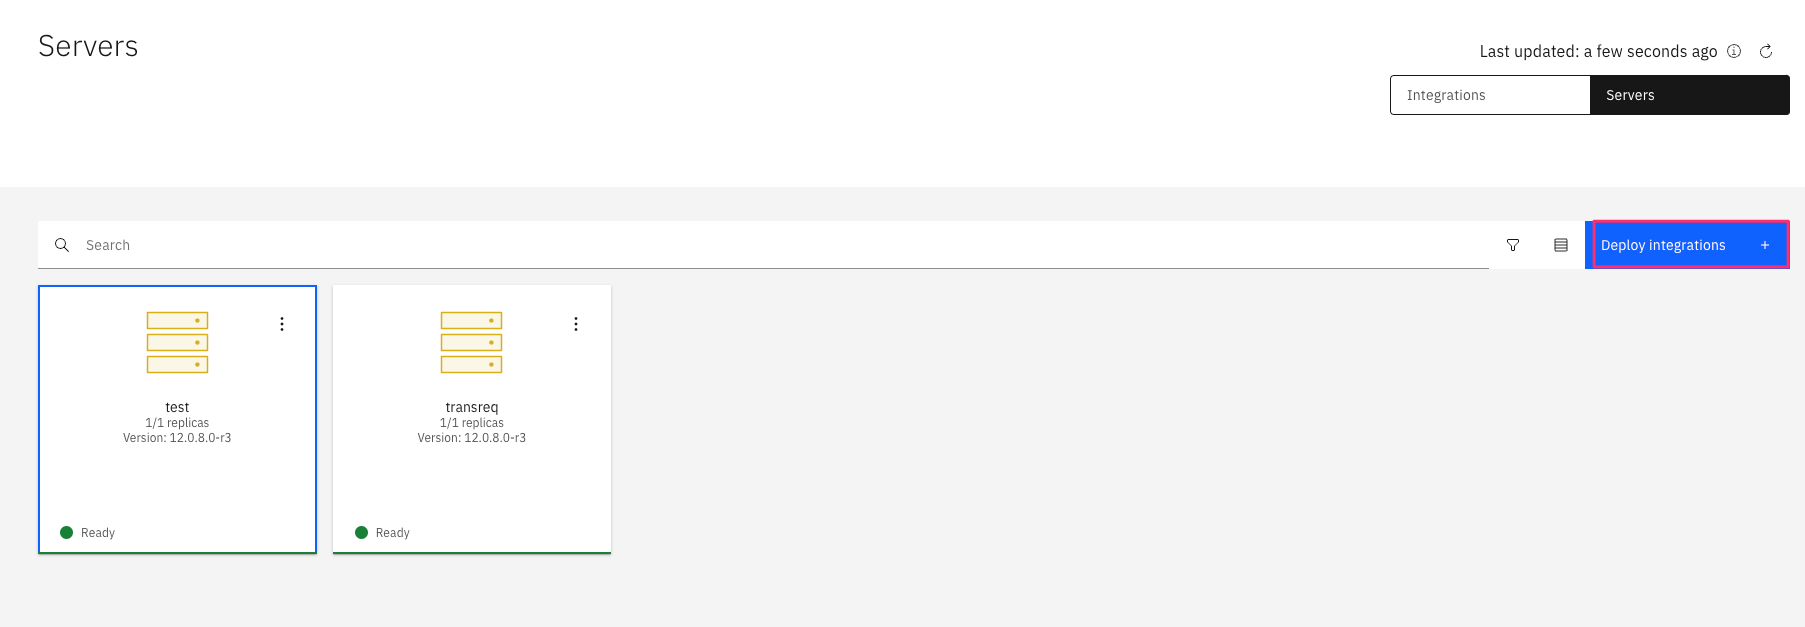 Servers
Last updated: a few seconds ago
Integrations
Servers
Search
Deploy integrations +
test
1/1 replicas
Version: 12.0.8.0-r3
Ready
transreq
1/1 replicas
Version: 12.0.8.0-r3
Ready